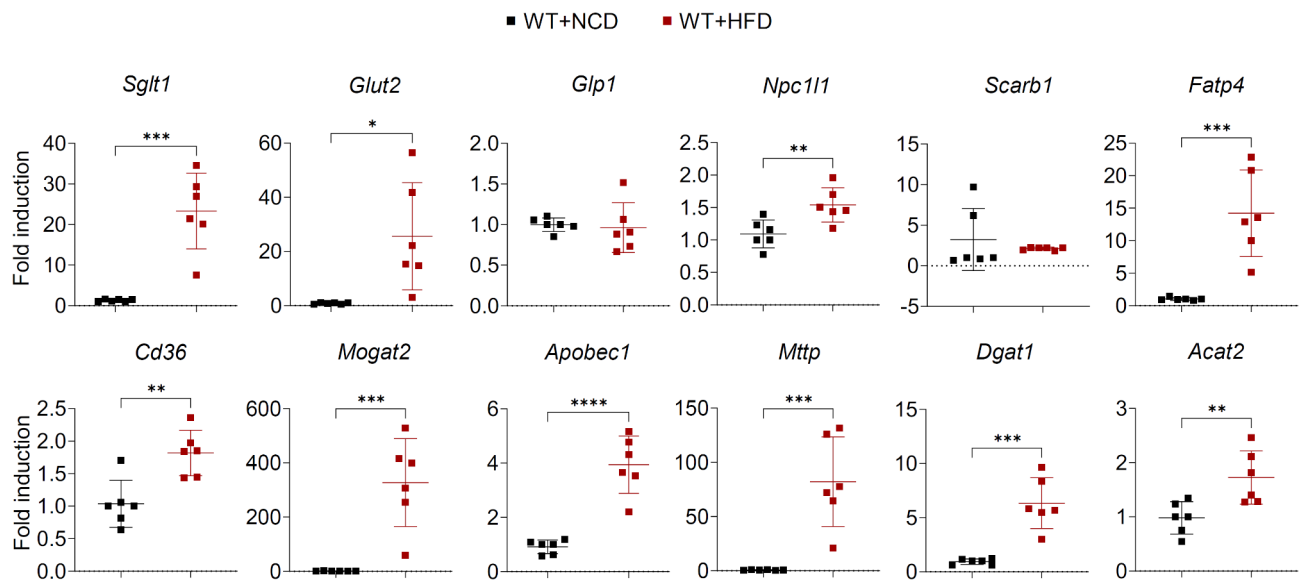 WT+NCD WT+HFD
Sglt1 Glut2 Glp1 Npc1l1 Scarb1 Fatp4
*** * ** ***
Fold induction
40 30 20 10 0
60 40 20 0
2.0 1.5 1.0 0.5 0.0
2.5 2.0 1.5 1.0 0.5 0.0
15 10 5 0 -5
25 20 15 10 5 0
Cd36 Mogat2 Apobec1 Mttp Dgat1 Acat2
** *** **** *** *** **
Fold induction
2.5 2.0 1.5 1.0 0.5 0.0
600 400 200 0
6 4 2 0
150 100 80 60 40 20 0
15 10 5 0
3 2 1 0